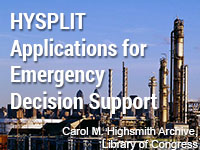 HYSPLIT
Applications for
Emergency
Decision Support
Carol M. Highsmith Archive,
Library of Congress